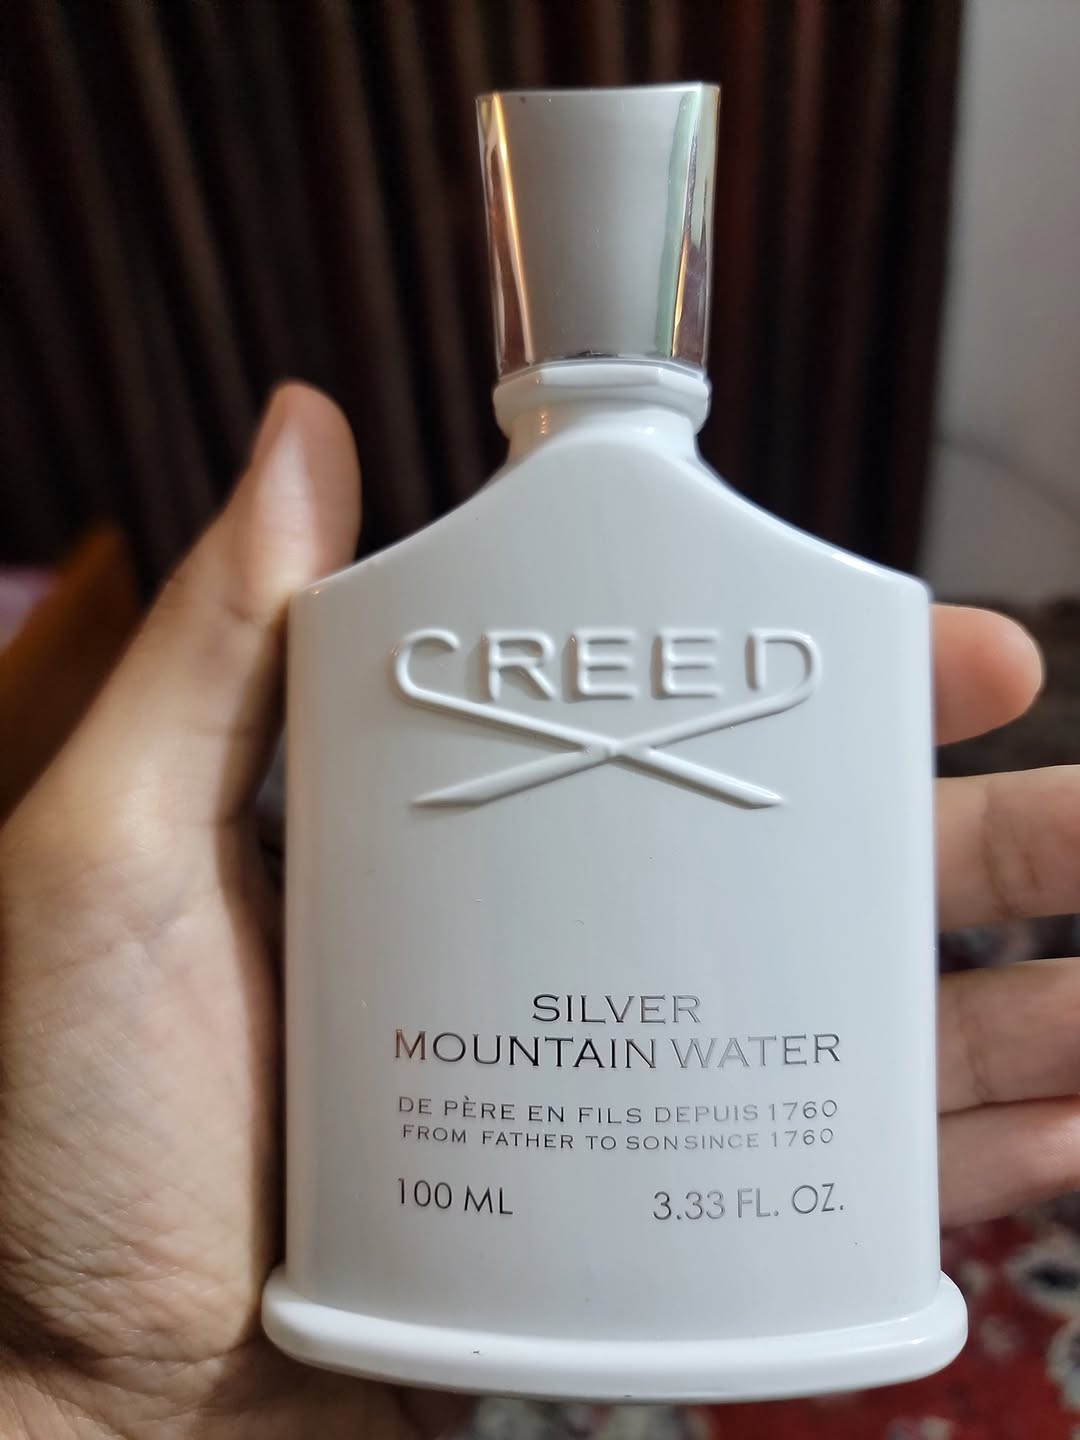 CREED
SILVER
MOUNTAIN WATER
DE PÈRE EN FILS DEPUIS 1760
FROM FATHER TO SONSINCE 1760
100 ML 3.33 FL. OZ.